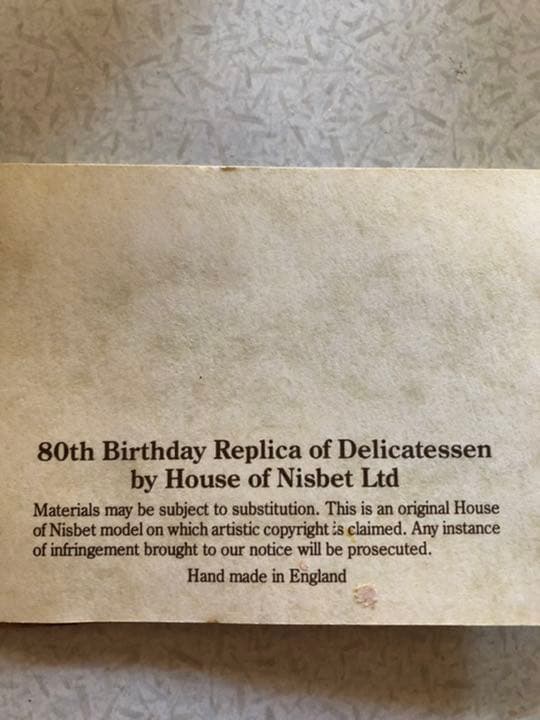 80th Birthday Replica of Delicatessen
by House of Nisbet Ltd
Materials may be subject to substitution. This is an original House
of Nisbet model on which artistic copyright is claimed. Any instance
of infringement brought to our notice will be prosecuted.
Hand made in England